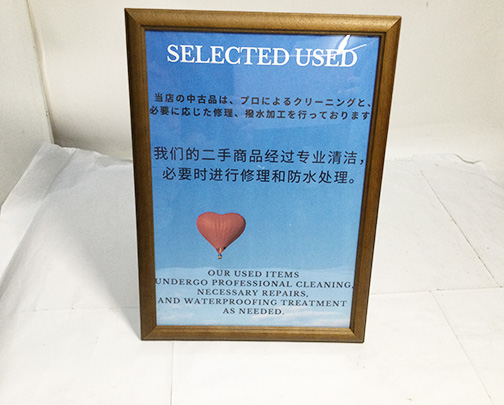 SELECTED USED
当店の中古品は、プロによるクリーニングと、
必要に応じた修理、撥水加工を行っております
我们的二手商品经过专业清洁，
必要时进行修理和防水处理。
OUR USED ITEMS
UNDERGO PROFESSIONAL CLEANING,
NECESSARY REPAIRS,
AND WATERPROOFING TREATMENT
AS NEEDED.